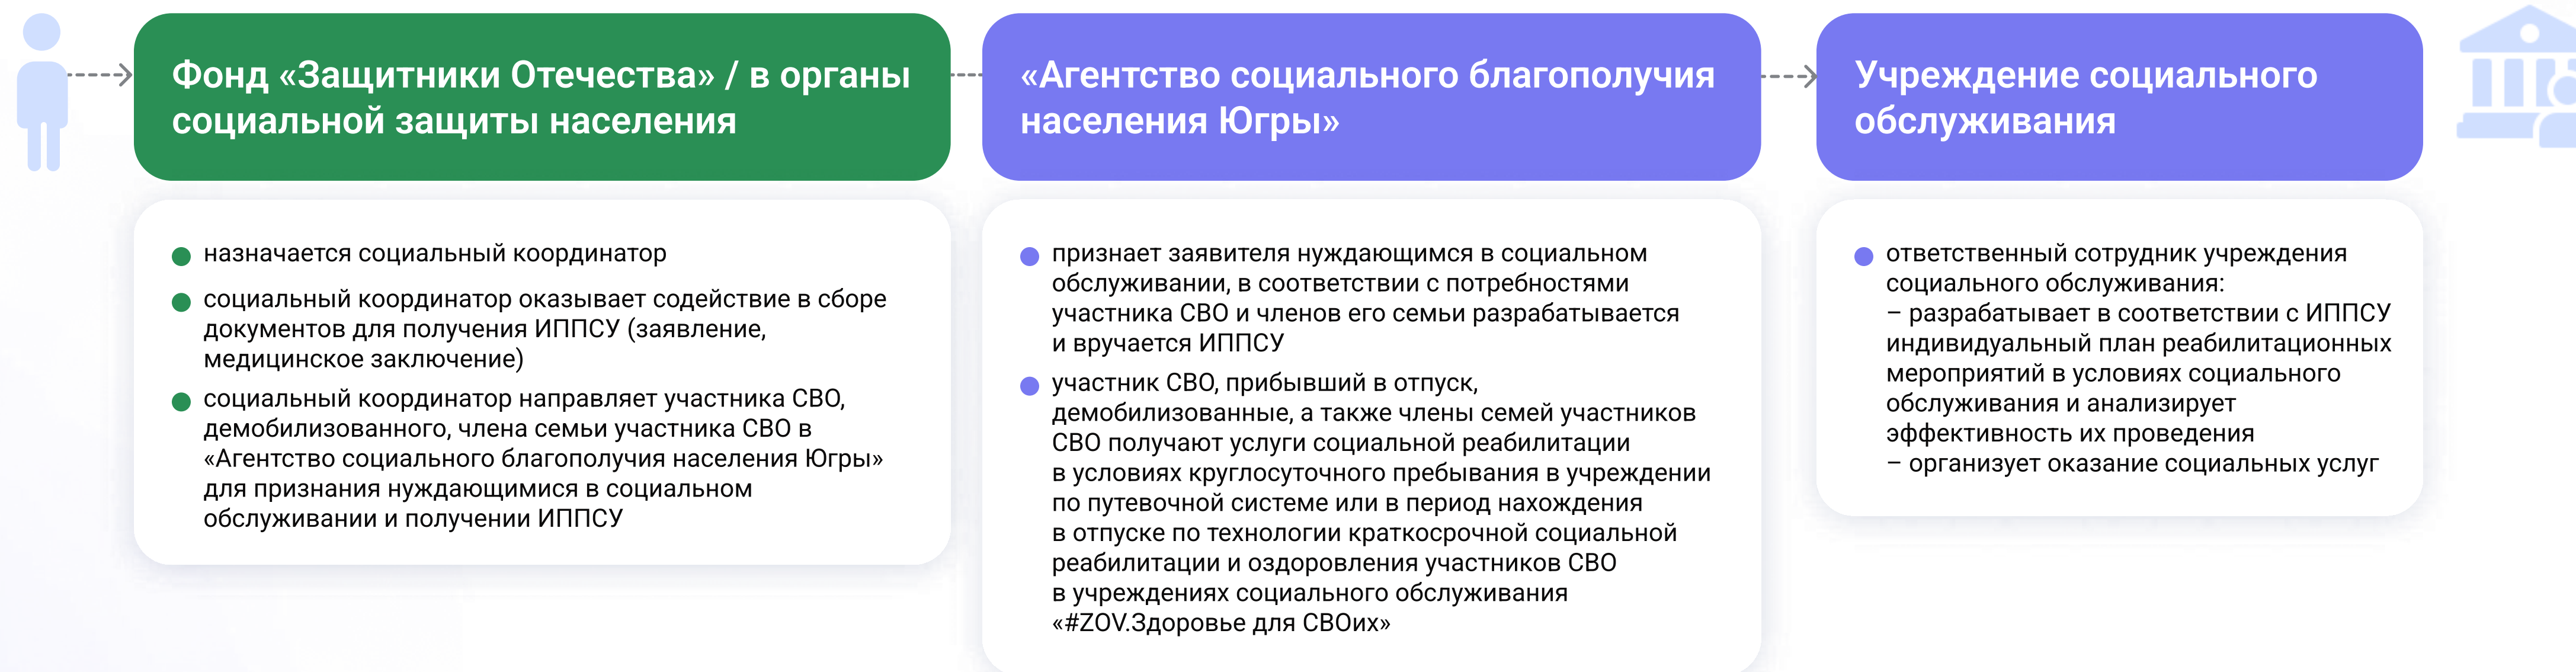 Фонд «Защитники Отечества» / в органы
социальной защиты населения
назначается социальный координатор
социальный координатор оказывает содействие в сборе
документов для получения ИППСУ (заявление,
медицинское заключение)
социальный координатор направляет участника СВО,
демобилизованного, члена семьи участника СВО в
«Агентство социального благополучия населения Югры»
для признания нуждающимися в социальном
обслуживании и получении ИППСУ
«Агентство социального благополучия
населения Югры»
признает заявителя нуждающимся в социальном
обслуживании, в соответствии с потребностями
участника СВО и членов его семьи разрабатывается
и вручается ИППСУ
участник СВО, прибывший в отпуск,
демобилизованные, а также члены семей участников
СВО получают услуги социальной реабилитации
в условиях круглосуточного пребывания в учреждении
по путевочной системе или в период нахождения
в отпуске по технологии краткосрочной социальной
реабилитации и оздоровления участников СВО
в учреждениях социального обслуживания
«#ZOV.Здоровье для СВОих»
Учреждение социального
обслуживания
ответственный сотрудник учреждения
социального обслуживания:
– разрабатывает в соответствии с ИППСУ
индивидуальный план реабилитационных
мероприятий в условиях социального
обслуживания и анализирует
эффективность их проведения
– организует оказание социальных услуг